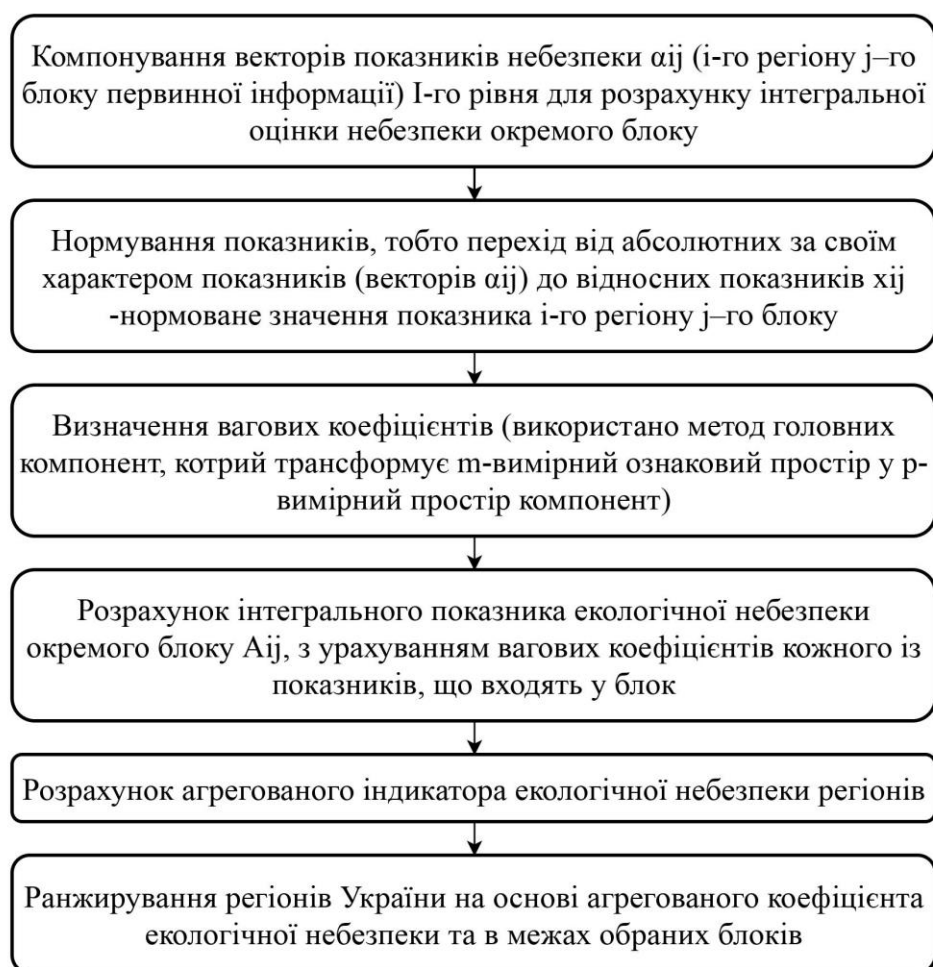 Компонування векторів показників небезпеки αij (і-го регіону j–го
блоку первинної інформації) І-го рівня для розрахунку інтегральної
оцінки небезпеки окремого блоку
Нормування показників, тобто перехід від абсолютних за своїм
характером показників (векторів αij) до відносних показників xij
-нормоване значення показника і-го регіону j–го блоку
Визначення вагових коефіцієнтів (використано метод головних
компонент, котрий трансформує m-вимірний ознаковий простір у p-
вимірний простір компонент)
Розрахунок інтегрального показника екологічної небезпеки
окремого блоку Aij, з урахуванням вагових коефіцієнтів кожного із
показників, що входять у блок
Розрахунок агрегованого індикатора екологічної небезпеки регіонів
Ранжирування регіонів України на основі агрегованого коефіцієнта
екологічної небезпеки та в межах обраних блоків